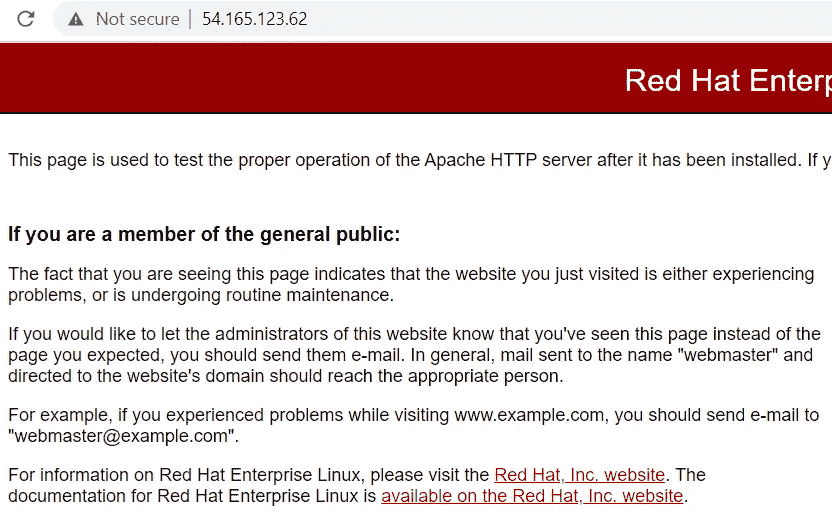 Not secure | 54.165.123.62
Red Hat Enterp
This page is used to test the proper operation of the Apache HTTP server after it has been installed. If y
If you are a member of the general public:
The fact that you are seeing this page indicates that the website you just visited is either experiencing
problems, or is undergoing routine maintenance.
If you would like to let the administrators of this website know that you've seen this page instead of the
page you expected, you should send them e-mail. In general, mail sent to the name "webmaster" and
directed to the website's domain should reach the appropriate person.
For example, if you experienced problems while visiting www.example.com, you should send e-mail to
"webmaster@example.com".
For information on Red Hat Enterprise Linux, please visit the Red Hat, Inc. website. The
documentation for Red Hat Enterprise Linux is available on the Red Hat, Inc. website.